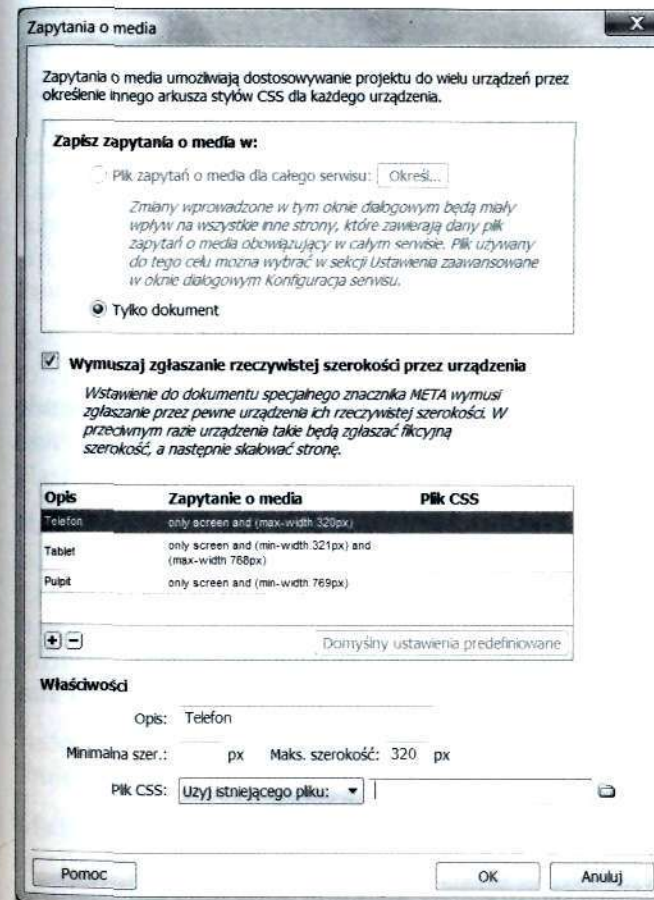 Zapytania o media
X
Zapytania o media umożliwiają dostosowywanie projektu do wielu urządzeń przez
określenie innego arkusza stylów CSS dla każdego urządzenia.
Zapisz zapytania o media w:
Plik zapytań o media dla całego serwisu: Określ...
Zmiany wprowadzone w tym oknie dialogowym będą miały
wpływ na wszystkie inne strony, które zawierają dany plik
zapytań o media obowiązujący w całym serwisie. Plik używany
do tego celu można wybrać w sekcji Ustawienia zaawansowane
w oknie dialogowym Konfiguracja serwisu.
Tylko dokument
Wymuszaj zgłaszanie rzeczywistej szerokości przez urządzenia
Wstawienie do dokumentu specjalnego znacznika META wymusi
zgłaszanie przez pewne urządzenia ich rzeczywistej szerokości. W
przeciwnym razie urządzenia takie będą zgłaszać fikcyjną
szerokość, a następnie skalować stronę.
Opis Zapytanie o media Plik CSS
Telefon only screen and (max-width:320px)
Tablet only screen and (min-width:321px) and
(max-width:768px)
Pulpit only screen and (min-width:769px)
Domyślny ustawienia predefiniowane
Właściwości
Opis: Telefon
Minimalna szer.: px Maks. szerokość: 320 px
Plik CSS: Użyj istniejącego pliku:
Pomoc OK Anuluj